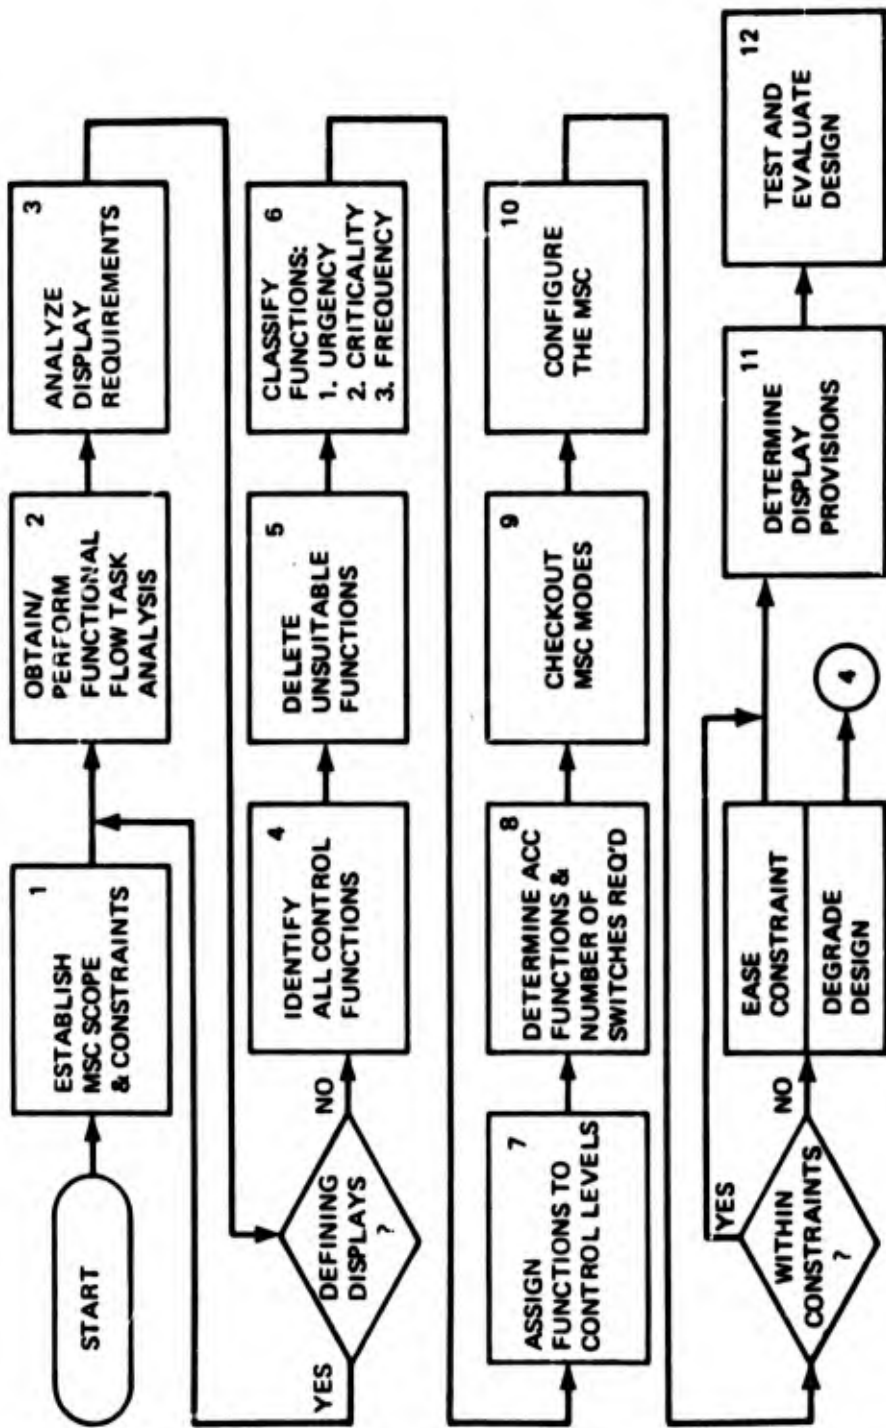 START
1
ESTABLISH
MSC SCOPE
& CONSTRAINTS
2
OBTAIN/
PERFORM
FUNCTIONAL
FLOW TASK
ANALYSIS
3
ANALYZE
DISPLAY
REQUIREMENTS
YES
DEFINING
DISPLAYS
?
NO
4
IDENTIFY
ALL CONTROL
FUNCTIONS
5
DELETE
UNSUITABLE
FUNCTIONS
6
CLASSIFY
FUNCTIONS:
1. URGENCY
2. CRITICALITY
3. FREQUENCY
7
ASSIGN
FUNCTIONS TO
CONTROL LEVELS
8
DETERMINE ACC
FUNCTIONS &
NUMBER OF
SWITCHES REQ'D
9
CHECKOUT
MSC MODES
10
CONFIGURE
THE MSC
YES
WITHIN
CONSTRAINTS
?
NO
EASE
CONSTRAINT
DEGRADE
DESIGN
4
11
DETERMINE
DISPLAY
PROVISIONS
12
TEST AND
EVALUATE
DESIGN